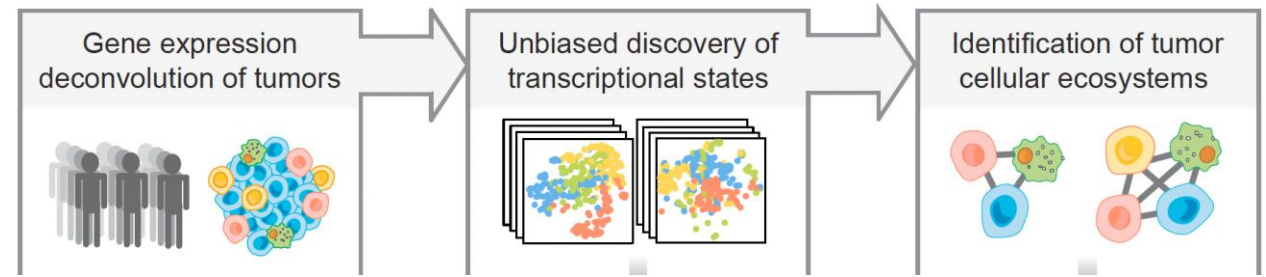 Gene expression
deconvolution of tumors
Unbiased discovery of
transcriptional states
Identification of tumor
cellular ecosystems